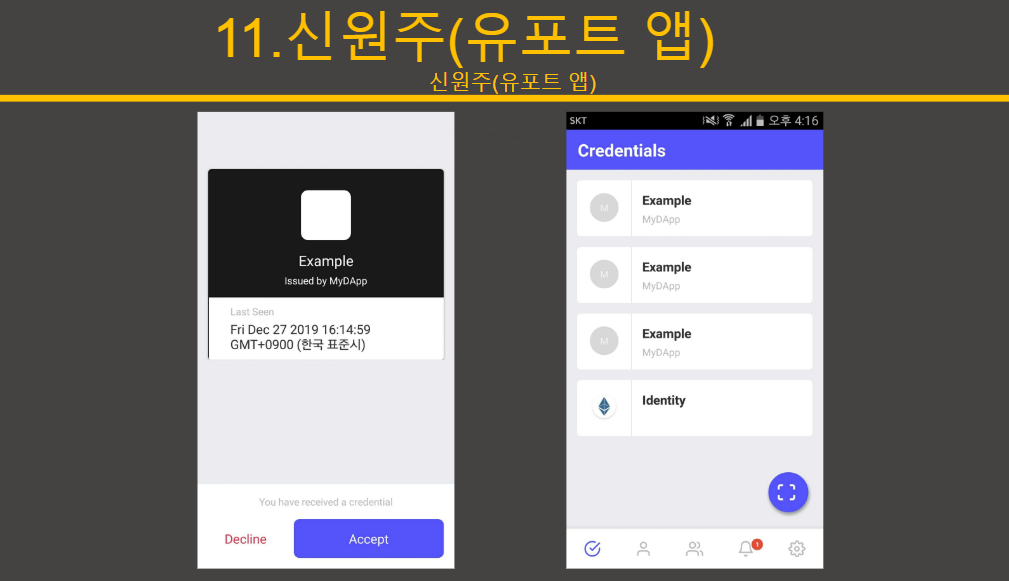 11.신원주(유포트 앱)
신원주(유포트 앱)
Example
Issued by MyDApp
Last Seen
Fri Dec 27 2019 16:14:59
GMT+0900 (한국 표준시)
You have received a credential
Decline
Accept
SKT
오후 4:16
Credentials
M
Example
MyDApp
M
Example
MyDApp
M
Example
MyDApp
Identity
1